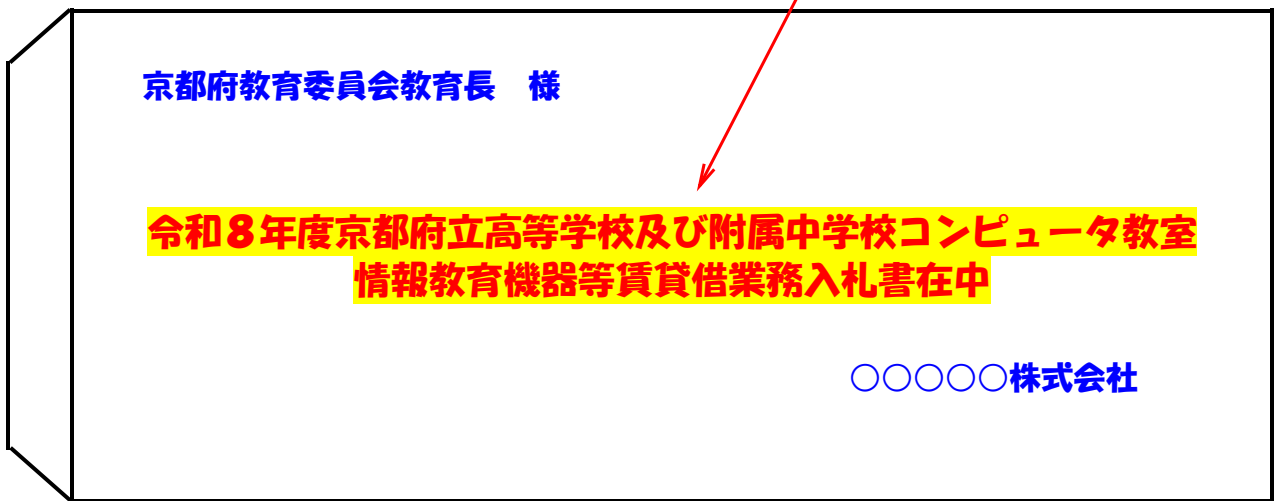 京都府教育委員会教育長　様
令和８年度京都府立高等学校及び附属中学校コンピュータ教室
情報教育機器等賃貸借業務入札書在中
○○○○○株式会社